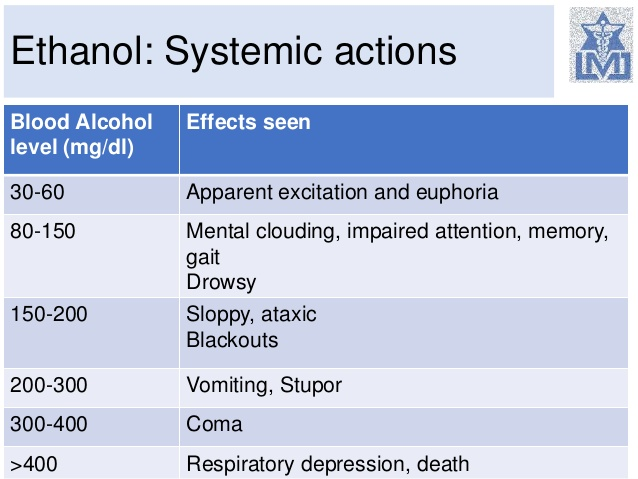 Ethanol: Systemic actions
LMJ
Blood Alcohol
level (mg/dl)
Effects seen
30-60
Apparent excitation and euphoria
80-150
Mental clouding, impaired attention, memory,
gait
Drowsy
150-200
Sloppy, ataxic
Blackouts
200-300
Vomiting, Stupor
300-400
Coma
>400
Respiratory depression, death